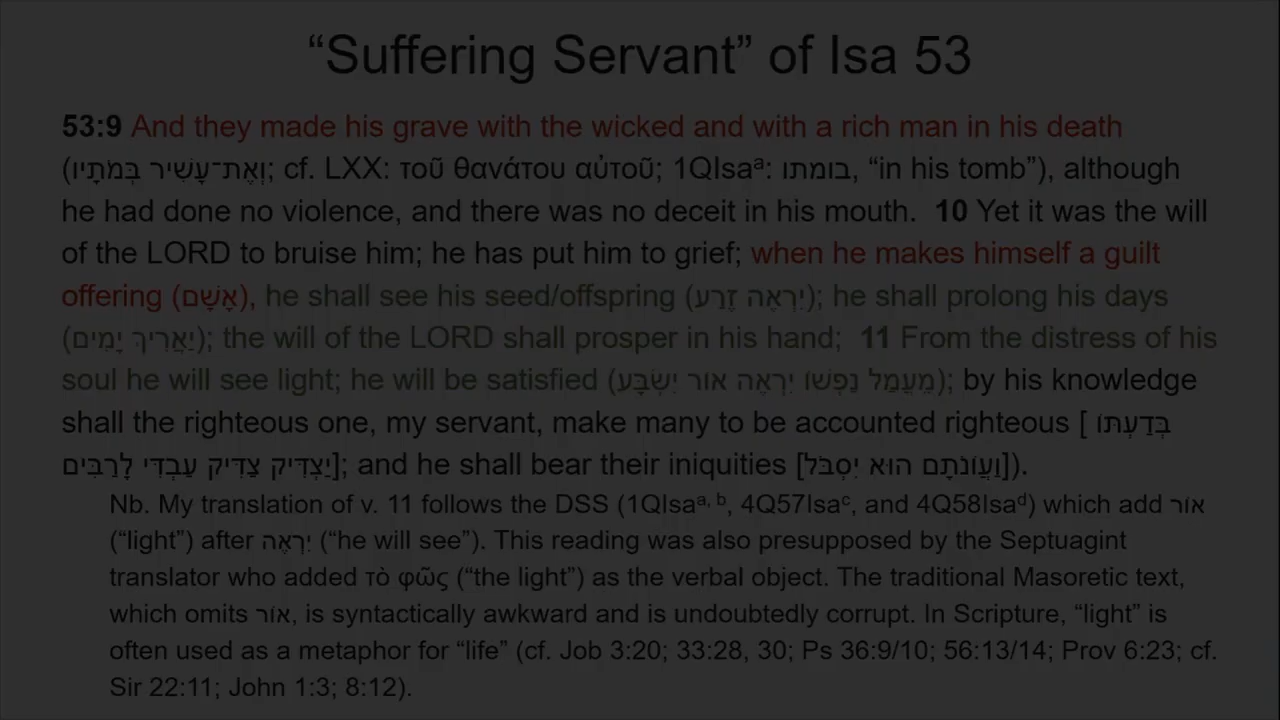 “Suffering Servant” of Isa 53
53:9 And they made his grave with the wicked and with a rich man in his death
(וְאֶת־עָשִׁיר בְּמֹתָיו; cf. LXX: τοῦ θανάτου αὐτοῦ; 1QIsaᵃ: בומתו, “in his tomb”), although
he had done no violence, and there was no deceit in his mouth. 10 Yet it was the will
of the LORD to bruise him; he has put him to grief; when he makes himself a guilt
offering (אָשָׁם), he shall see his seed/offspring (יִרְאֶה זֶרַע); he shall prolong his days
(יַאֲרִיךְ יָמִים); the will of the LORD shall prosper in his hand; 11 From the distress of his
soul he will see light; he will be satisfied (מֵעֲמַל נַפְשׁוֹ יִרְאֶה אוֹר יִשְׂבָּע); by his knowledge
shall the righteous one, my servant, make many to be accounted righteous [ בְּדַעְתּוֹ
יַצְדִּיק צַדִּיק עַבְדִּי לָרַבִּים]; and he shall bear their iniquities [וַעֲוֹנֹתָם הוּא יִסְבֹּל]).
Nb. My translation of v. 11 follows the DSS (1QIsaᵃ, ᵇ, 4Q57Isaᶜ, and 4Q58Isaᵈ) which add אוֹר
(“light”) after יִרְאֶה (“he will see”). This reading was also presupposed by the Septuagint
translator who added τὸ φῶς (“the light”) as the verbal object. The traditional Masoretic text,
which omits אוֹר, is syntactically awkward and is undoubtedly corrupt. In Scripture, “light” is
often used as a metaphor for “life” (cf. Job 3:20; 33:28, 30; Ps 36:9/10; 56:13/14; Prov 6:23; cf.
Sir 22:11; John 1:3; 8:12).